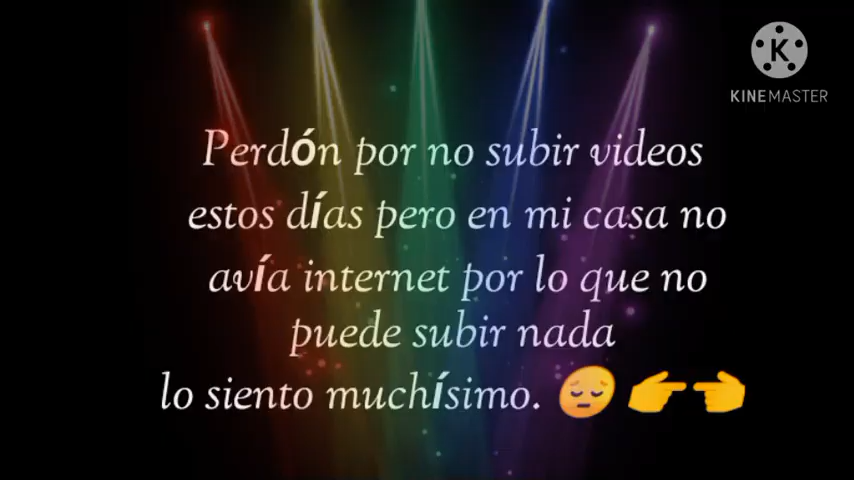 KINEMASTER
Perdón por no subir videos
estos días pero en mi casa no
avía internet por lo que no
puede subir nada
lo siento muchísimo. 😔 👉👈